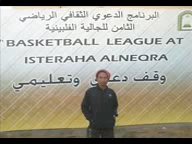 البرنامج الدعوي الثقافي الرياضي
الثامن للجالية الفلبينية
BASKETBALL LEAGUE AT
ISTERAHA ALNEQRA
وقف دعوي وتعليمي